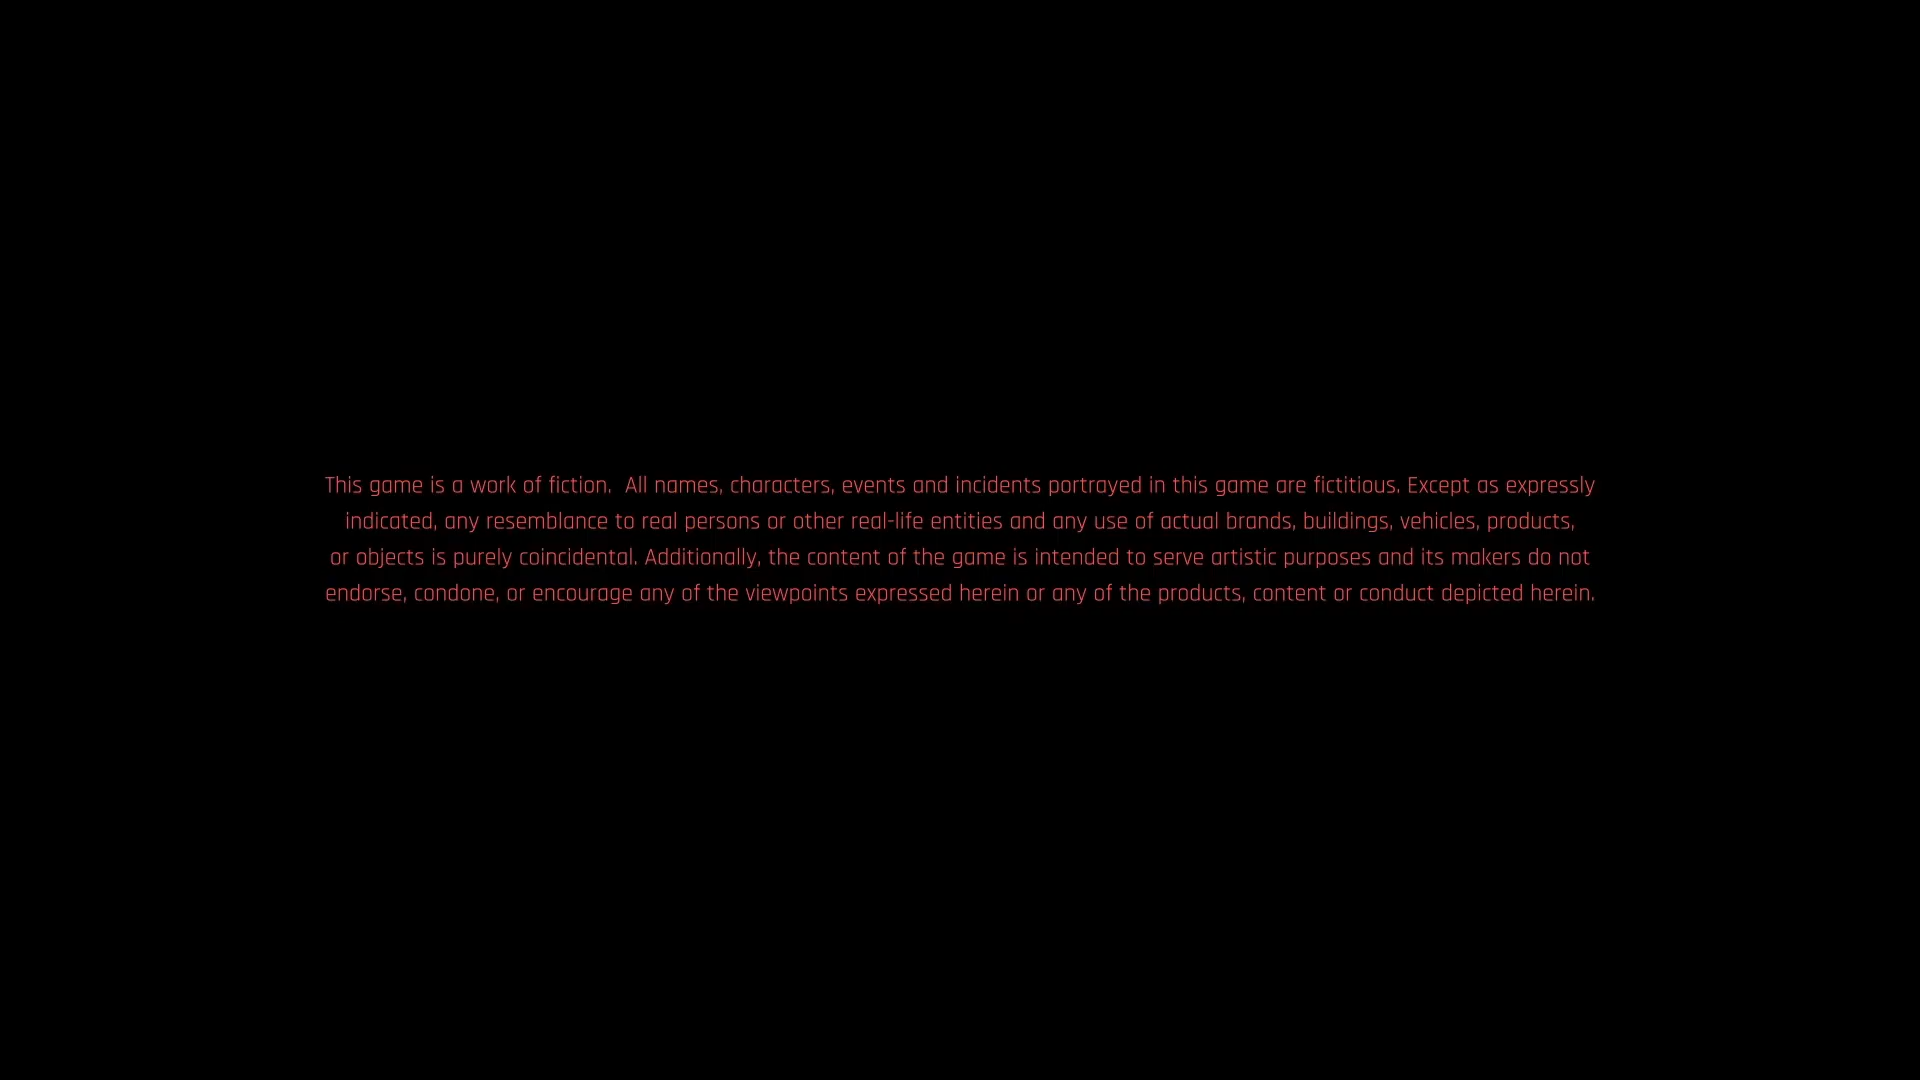 This game is a work of fiction.  All names, characters, events and incidents portrayed in this game are fictitious. Except as expressly
indicated, any resemblance to real persons or other real-life entities and any use of actual brands, buildings, vehicles, products,
or objects is purely coincidental. Additionally, the content of the game is intended to serve artistic purposes and its makers do not
endorse, condone, or encourage any of the viewpoints expressed herein or any of the products, content or conduct depicted herein.